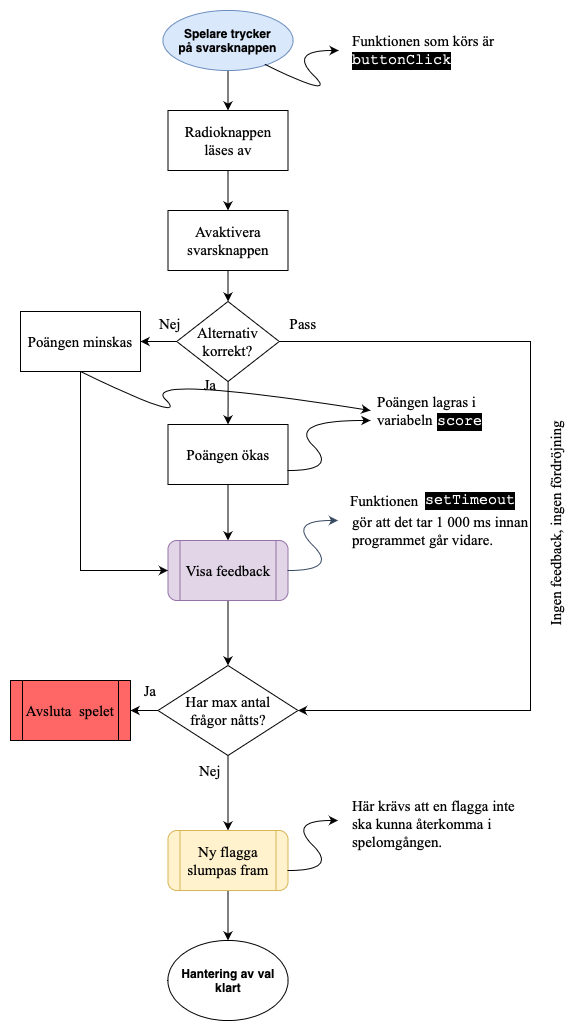 Spelare trycker
på svarsknappen
Funktionen som körs är
buttonClick
Radioknappen
läses av
Avaktivera
svarsknappen
Nej
Alternativ
korrekt?
Pass
Poängen minskas
Ja
Poängen lagras i
variabeln score
Poängen ökas
Ingen feedback, ingen fördröjning
Funktionen setTimeout
gör att det tar 1 000 ms innan
programmet går vidare.
Visa feedback
Ja
Har max antal
frågor nåtts?
Avsluta spelet
Nej
Här krävs att en flagga inte
ska kunna återkomma i
spelomgången.
Ny flagga
slumpas fram
Hantering av val
klart